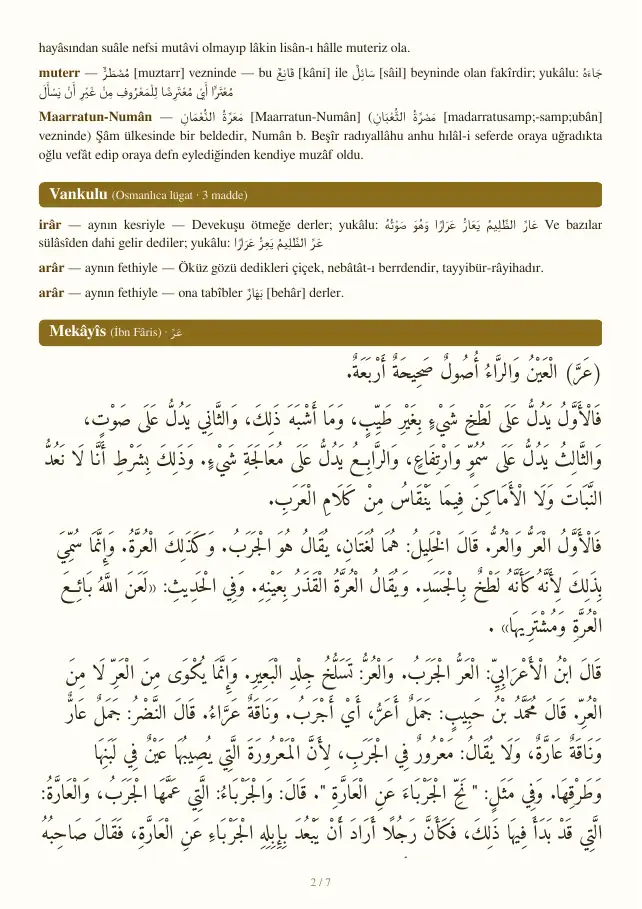 hayâsından suâle nefsi mutâvi olmayıp lâkin lisân-ı hâlle muteriz ola.
muterr — مُضْطَرٌّ [muztarr] vezninde — bu قَانِعٌ [kâni] ile سَائِلٌ [sâil] beyninde olan fakîrdir; yukâlu: جَاءَهُ
مُعْتَرًّا أَيْ مُعْتَرِضًا لِلْمَعْرُوفِ مِنْ غَيْرِ أَنْ يَسْأَلَ
Maarratun-Numân — مَعَرَّةُ النُّعْمَانِ [Maarratun-Numân] (مَضَرَّةُ الثُّعْبَانِ [madarratusamp;-samp;ubân]
vezninde) Şâm ülkesinde bir beldedir, Numân b. Beşîr radıyallâhu anhu hılâl-i seferde oraya uğradıkta
oğlu vefât edip oraya defn eylediğinden kendiye muzâf oldu.
Vankulu (Osmanlıca lügat · 3 madde)
irâr — aynın kesriyle — Devekuşu ötmeğe derler; yukâlu: عَارَّ الظَّلِيمُ يَعَارُّ عِرَارًا وَهُوَ صَوْتُهُ Ve bazılar
sülâsîden dahi gelir dediler; yukâlu: عَرَّ الظَّلِيمُ يَعِرُّ عِرَارًا
arâr — aynın fethiyle — Öküz gözü dedikleri çiçek, nebâtât-ı berrdendir, tayyibür-râyihadır.
arâr — aynın fethiyle — ona tabîbler بَهَارٌ [behâr] derler.
Mekâyîs (İbn Fâris) · عَرَّ
(عَرَّ) الْعَيْنُ وَالرَّاءُ أُصُولٌ صَحِيحَةٌ أَرْبَعَةٌ.
فَالْأَوَّلُ يَدُلُّ عَلَى لَطْخِ شَيْءٍ بِغَيْرِ طَيِّبٍ، وَمَا أَشْبَهَ ذَلِكَ، وَالثَّانِي يَدُلُّ عَلَى صَوْتٍ،
وَالثَّالِثُ يَدُلُّ عَلَى سُمُوٍّ وَارْتِفَاعٍ، وَالرَّابِعُ يَدُلُّ عَلَى مُعَالَجَةِ شَيْءٍ. وَذَلِكَ بِشَرْطِ أَنَّا لَا نَعُدُّ
النَّبَاتَ وَلَا الْأَمَاكِنَ فِيمَا يَنْقَاسُ مِنْ كَلَامِ الْعَرَبِ.
فَالْأَوَّلُ الْعَرُّ وَالْعُرُّ. قَالَ الْخَلِيلُ: هُمَا لُغَتَانِ، يُقَالُ هُوَ الْجَرَبُ. وَكَذَلِكَ الْعُرَّةُ. وَإِنَّمَا سُمِّيَ
بِذَلِكَ لِأَنَّهُ كَأَنَّهُ لَطْخٌ بِالْجَسَدِ. وَيُقَالُ الْعُرَّةُ الْقَذَرُ بِعَيْنِهِ. وَفِي الْحَدِيثِ: «لَعَنَ اللَّهُ بَائِعَ
الْعُرَّةِ وَمُشْتَرِيهَا» .
قَالَ ابْنُ الْأَعْرَابِيِّ: الْعَرُّ الْجَرَبُ. وَالْعُرُّ: تَسَلُّخُ جِلْدِ الْبَعِيرِ. وَإِنَّمَا يُكْوَى مِنَ الْعَرِّ لَا مِنَ
الْعُرِّ. قَالَ مُحَمَّدُ بْنُ حَبِيبٍ: جَمَلٌ أَعَرُّ، أَيْ أَجْرَبُ. وَنَاقَةٌ عَرَّاءُ. قَالَ النَّضْرُ: جَمَلٌ عَارٌّ
وَنَاقَةٌ عَارَّةٌ، وَلَا يُقَالُ: مَعْرُورٌ فِي الْجَرَبِ، لِأَنَّ الْمَعْرُورَةَ الَّتِي يُصِيبُهَا عَيْنٌ فِي لَبَنِهَا
وَطَرْقِهَا. وَفِي مَثَلٍ: " نَحِّ الْجَرْبَاءَ عَنِ الْعَارَّةِ ". قَالَ: وَالْجَرْبَاءُ: الَّتِي عَمَّهَا الْجَرَبُ، وَالْعَارَّةُ:
الَّتِي قَدْ بَدَأَ فِيهَا ذَلِكَ، فَكَأَنَّ رَجُلًا أَرَادَ أَنْ يَبْعُدَ بِإِبِلِهِ الْجَرْبَاءِ عَنِ الْعَارَّةِ، فَقَالَ صَاحِبُهُ
2 / 7